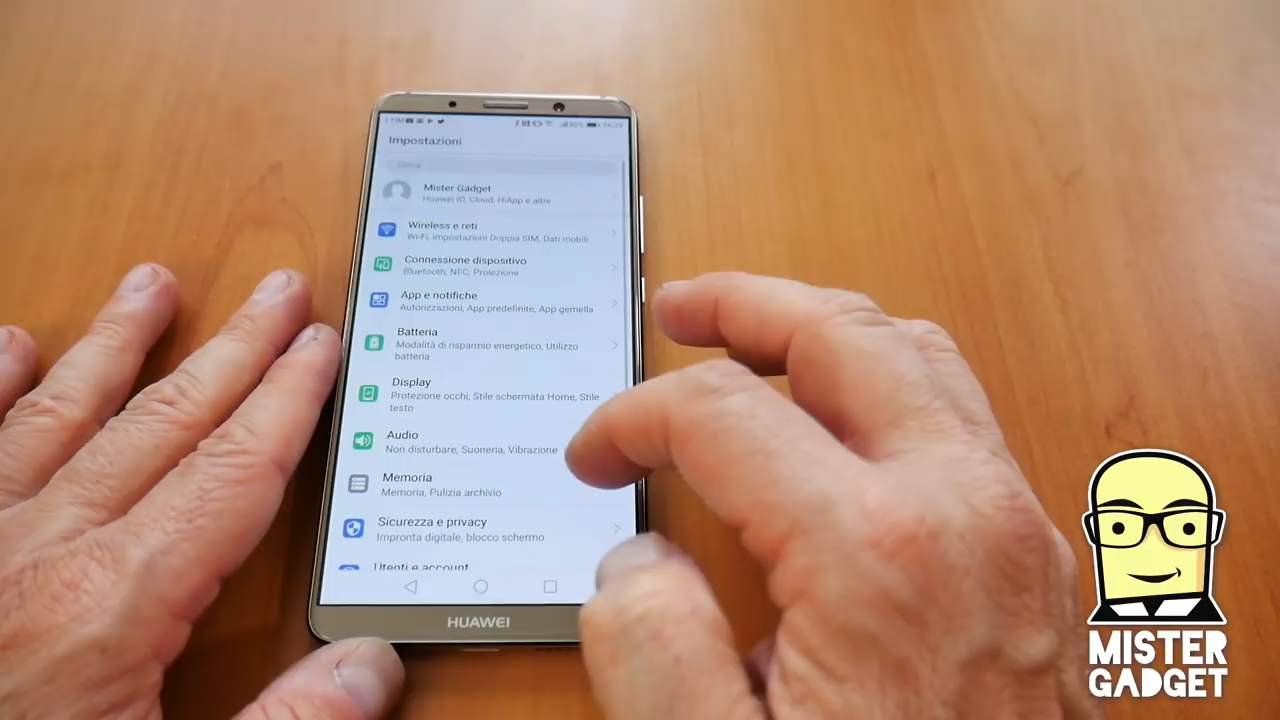 Impostazioni
Cerca
Mister Gadget
Huawei ID, Cloud, HiApp e altre
Wireless e reti
Wi-Fi, impostazioni Doppia SIM, Dati mobili
Connessione dispositivo
Bluetooth, NFC, Proiezione
App e notifiche
Autorizzazioni, App predefinite, App gemella
Batteria
Modalità di risparmio energetico, Utilizzo
batteria
Display
Protezione occhi, Stile schermata Home, Stile
testo
Audio
Non disturbare, Suoneria, Vibrazione
Memoria
Memoria, Pulizia archivio
Sicurezza e privacy
Impronta digitale, blocco schermo
Utenti e account
HUAWEI
MISTER
GADGET